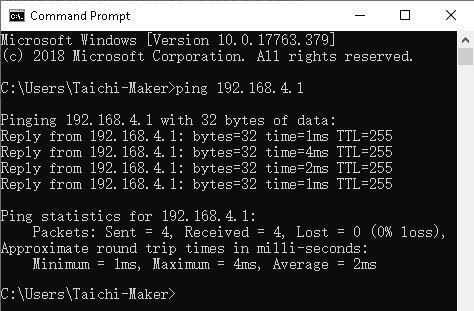 Command Prompt
Microsoft Windows [Version 10.0.17763.379]
(c) 2018 Microsoft Corporation. All rights reserved.
C:\Users\Taichi-Maker>ping 192.168.4.1
Pinging 192.168.4.1 with 32 bytes of data:
Reply from 192.168.4.1: bytes=32 time=1ms TTL=255
Reply from 192.168.4.1: bytes=32 time=4ms TTL=255
Reply from 192.168.4.1: bytes=32 time=2ms TTL=255
Reply from 192.168.4.1: bytes=32 time=1ms TTL=255
Ping statistics for 192.168.4.1:
    Packets: Sent = 4, Received = 4, Lost = 0 (0% loss),
Approximate round trip times in milli-seconds:
    Minimum = 1ms, Maximum = 4ms, Average = 2ms
C:\Users\Taichi-Maker>